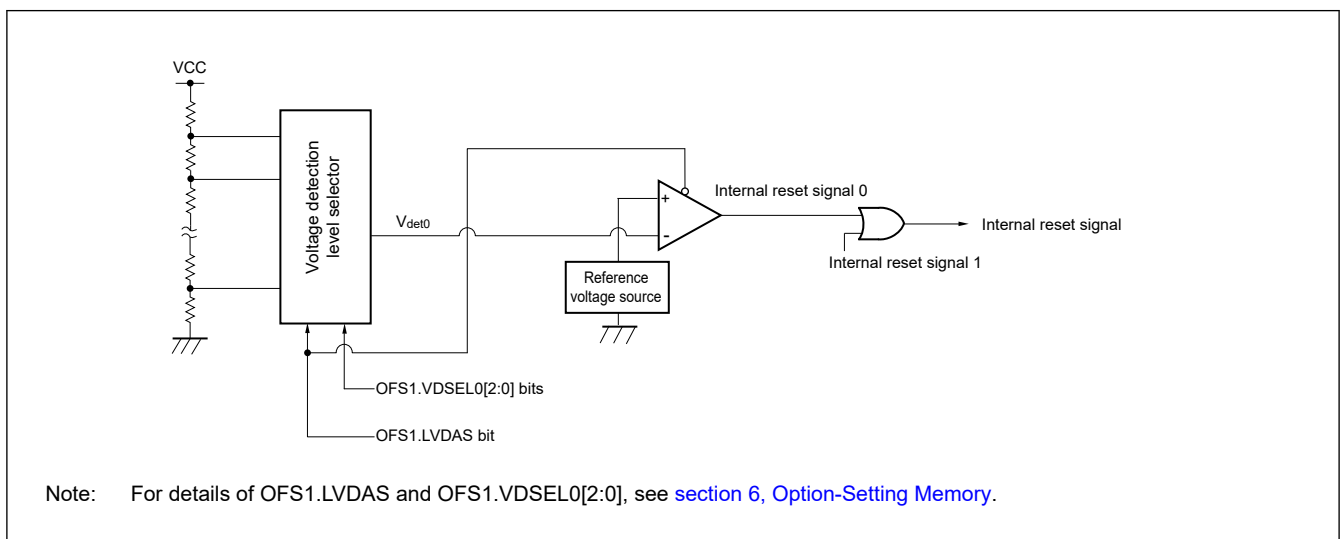 VCC
Voltage detection
level selector
Vdet0
+
-
Internal reset signal 0
Internal reset signal
Internal reset signal 1
Reference
voltage source
OFS1.VDSEL0[2:0] bits
OFS1.LVDAS bit
Note: For details of OFS1.LVDAS and OFS1.VDSEL0[2:0], see section 6, Option-Setting Memory.